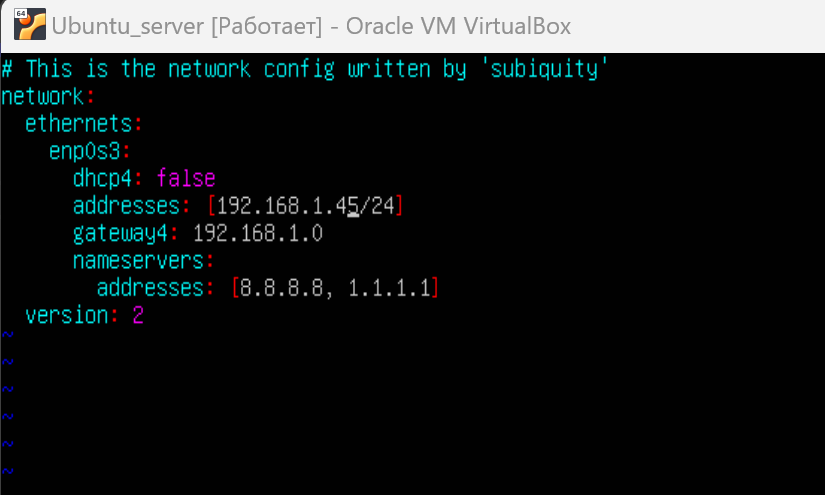 64
Ubuntu_server [Работает] - Oracle VM VirtualBox
# This is the network config written by 'subiquity'
network:
  ethernets:
    enp0s3:
      dhcp4: false
      addresses: [192.168.1.45/24]
      gateway4: 192.168.1.0
      nameservers:
        addresses: [8.8.8.8, 1.1.1.1]
  version: 2
~
~
~
~
~
~